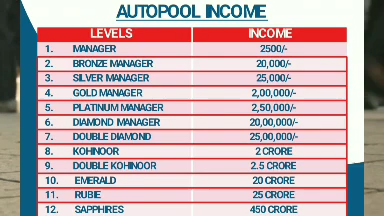 AUTOPOOL INCOME
LEVELS INCOME
1. MANAGER 2500/-
2. BRONZE MANAGER 20,000/-
3. SILVER MANAGER 25,000/-
4. GOLD MANAGER 2,00,000/-
5. PLATINUM MANAGER 2,50,000/-
6. DIAMOND MANAGER 20,00,000/-
7. DOUBLE DIAMOND 25,00,000/-
8. KOHINOOR 2 CRORE
9. DOUBLE KOHINOOR 2.5 CRORE
10. EMERALD 20 CRORE
11. RUBIE 25 CRORE
12. SAPPHIRES 450 CRORE